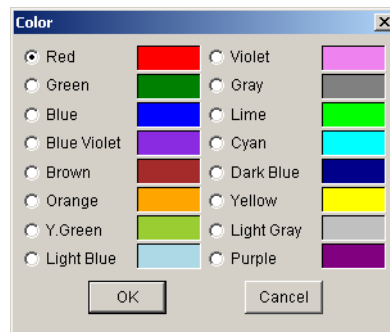 Color
Red
Violet
Green
Gray
Blue
Lime
Blue Violet
Cyan
Brown
Dark Blue
Orange
Yellow
Y.Green
Light Gray
Light Blue
Purple
OK
Cancel